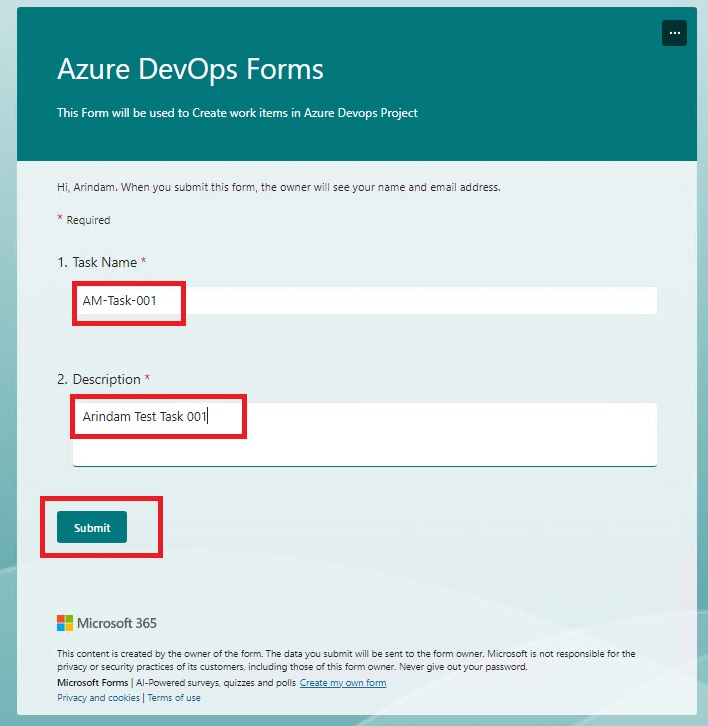 ...
Azure DevOps Forms
This Form will be used to Create work items in Azure Devops Project
Hi, Arindam. When you submit this form, the owner will see your name and email address.
* Required
1. Task Name *
AM-Task-001
2. Description *
Arindam Test Task 001
Submit
Microsoft 365
This content is created by the owner of the form. The data you submit will be sent to the form owner. Microsoft is not responsible for the
privacy or security practices of its customers, including those of this form owner. Never give out your password.
Microsoft Forms | AI-Powered surveys, quizzes and polls Create my own form
Privacy and cookies | Terms of use